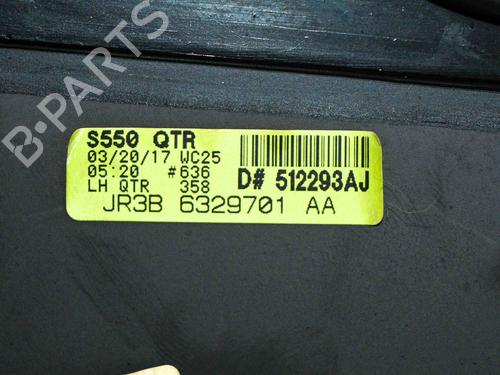 S550 QTR
03/20/17 WC25
05:20 #636
LH QTR 358
D# 512293AJ
JR3B 6329701 AA
B-PARTS